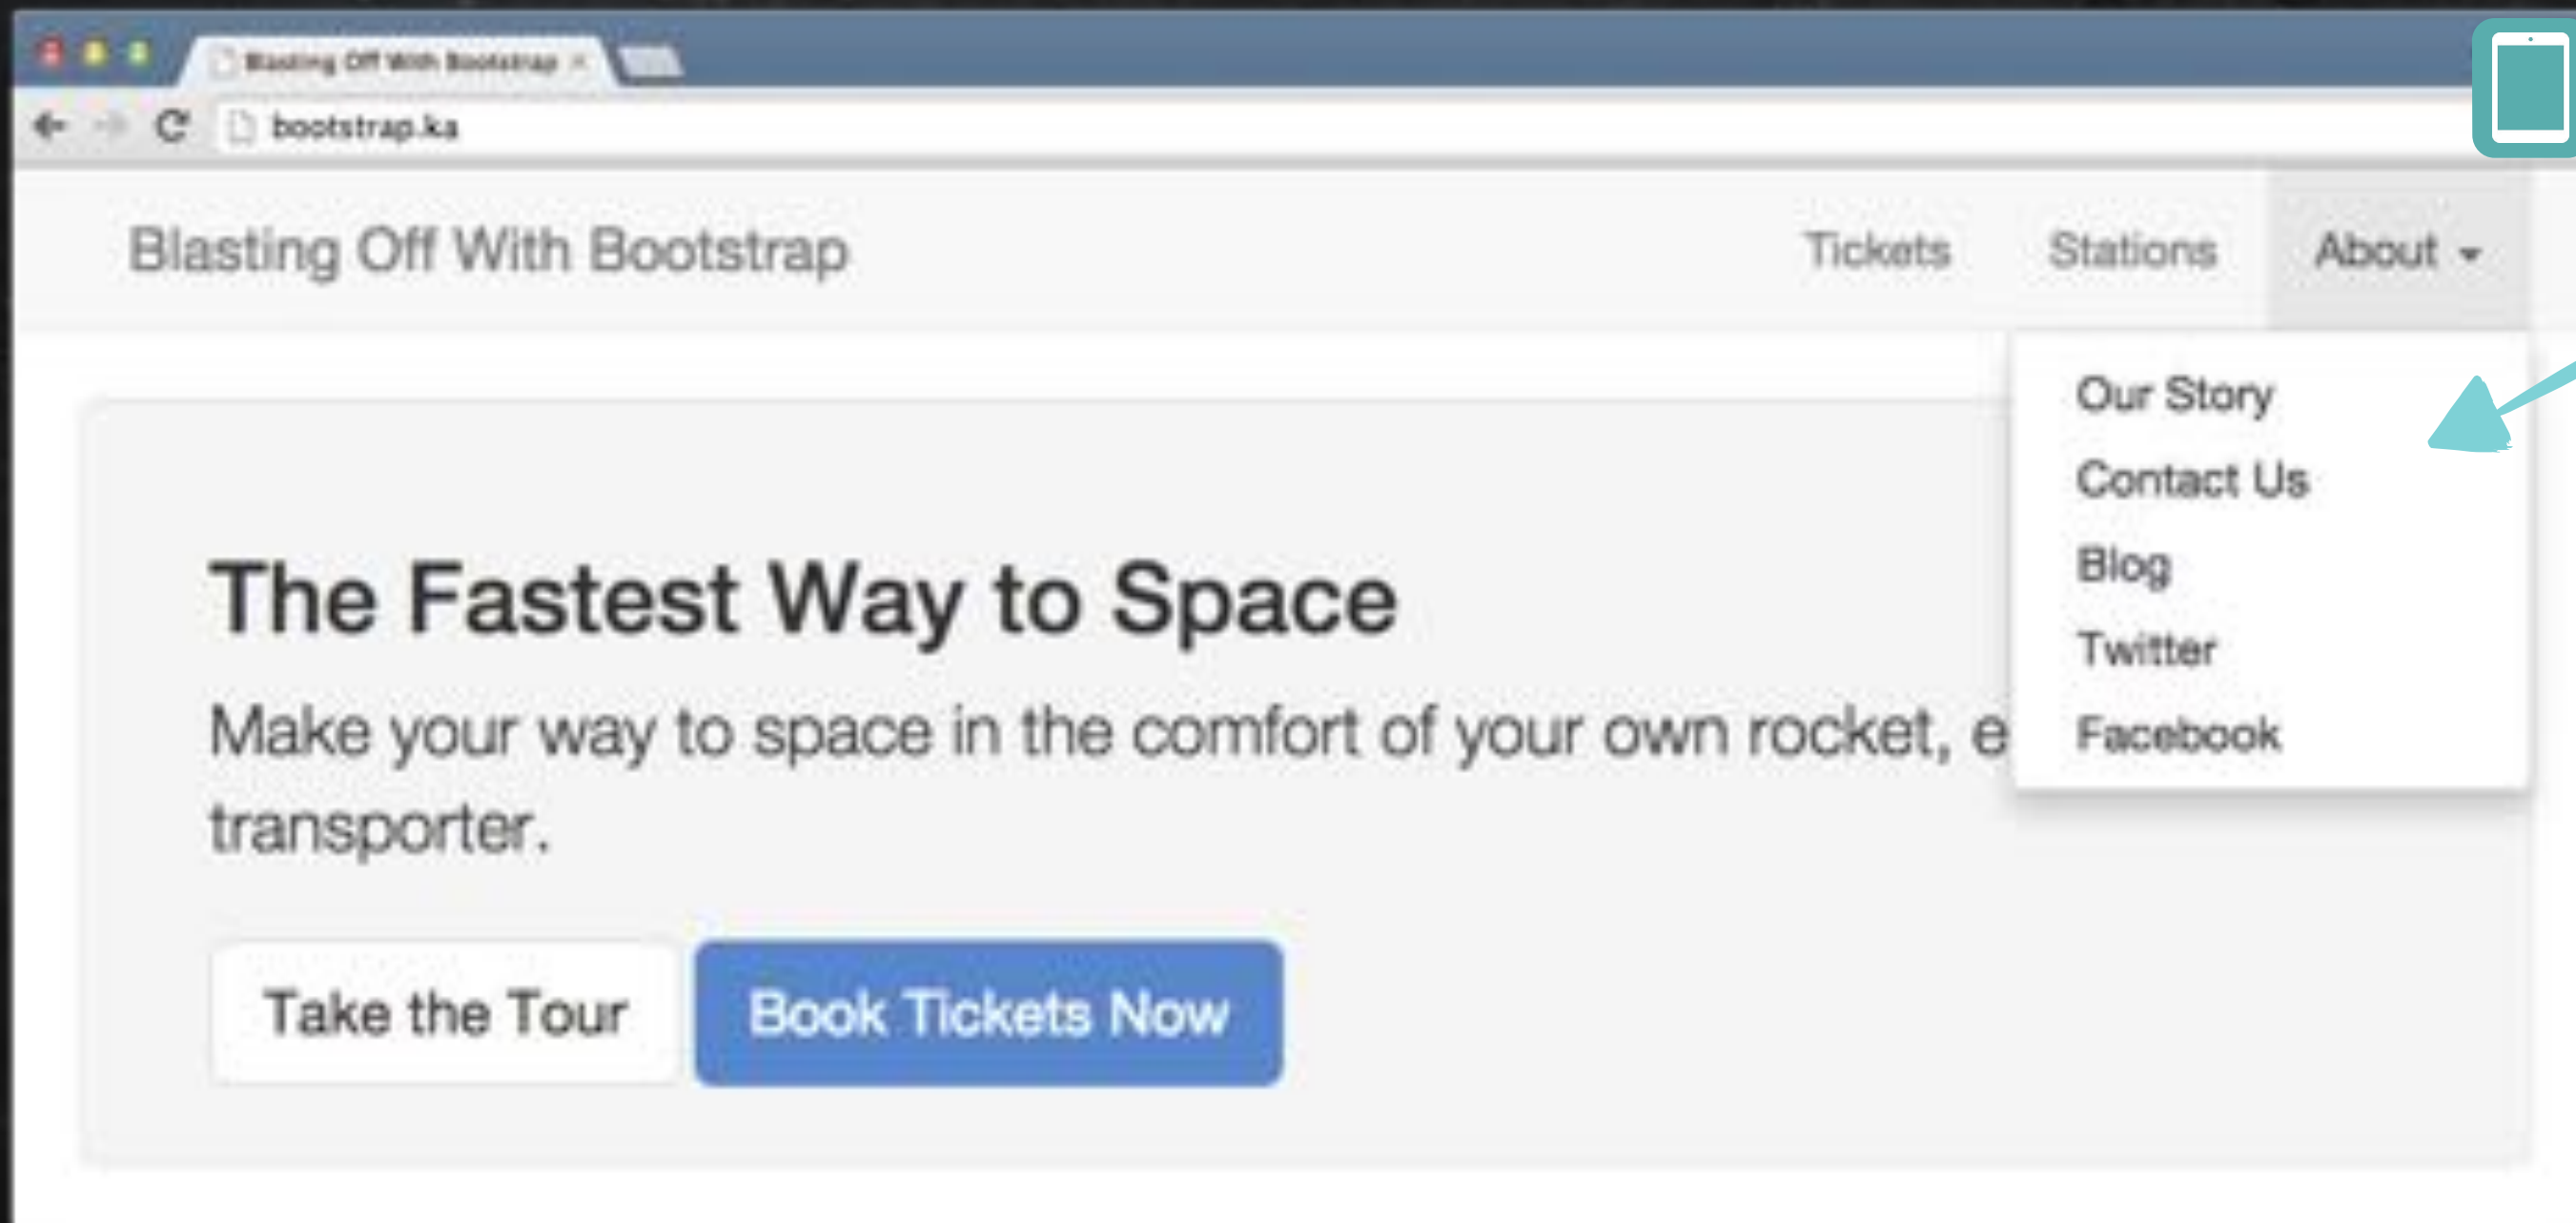 Blasting Off With Bootstrap
bootstrap.ka
Blasting Off With Bootstrap Tickets Stations About
Our Story
Contact Us
Blog
Twitter
Facebook
The Fastest Way to Space
Make your way to space in the comfort of your own rocket, e
transporter.
Take the Tour Book Tickets Now